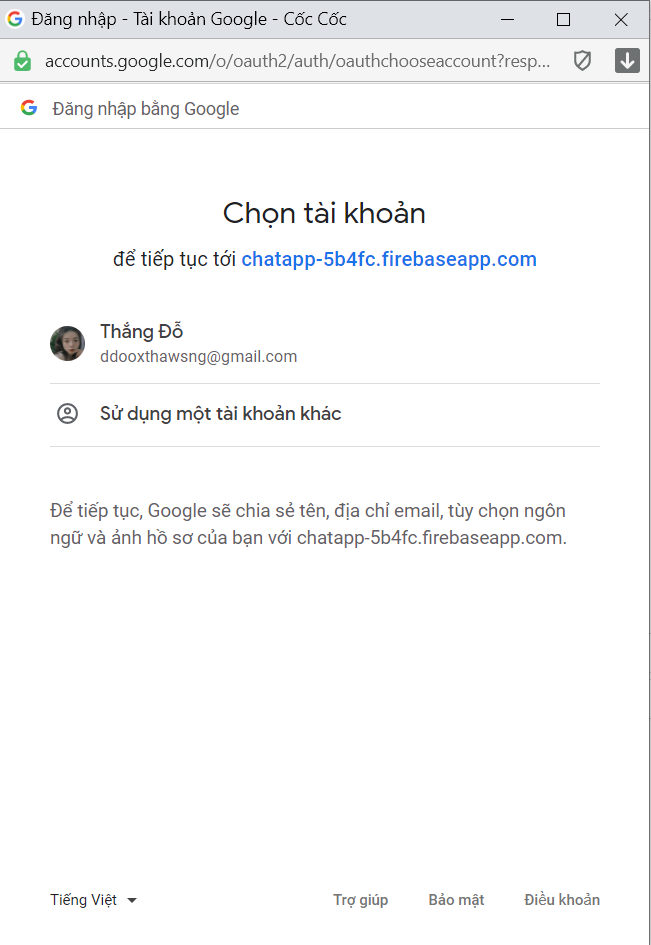 Đăng nhập - Tài khoản Google - Cốc Cốc
accounts.google.com/o/oauth2/auth/oauthchooseaccount?resp...
Đăng nhập bằng Google
Chọn tài khoản
để tiếp tục tới chatapp-5b4fc.firebaseapp.com
Thắng Đỗ
ddooxthawsng@gmail.com
Sử dụng một tài khoản khác
Để tiếp tục, Google sẽ chia sẻ tên, địa chỉ email, tùy chọn ngôn
ngữ và ảnh hồ sơ của bạn với chatapp-5b4fc.firebaseapp.com.
Tiếng Việt Trợ giúp Bảo mật Điều khoản